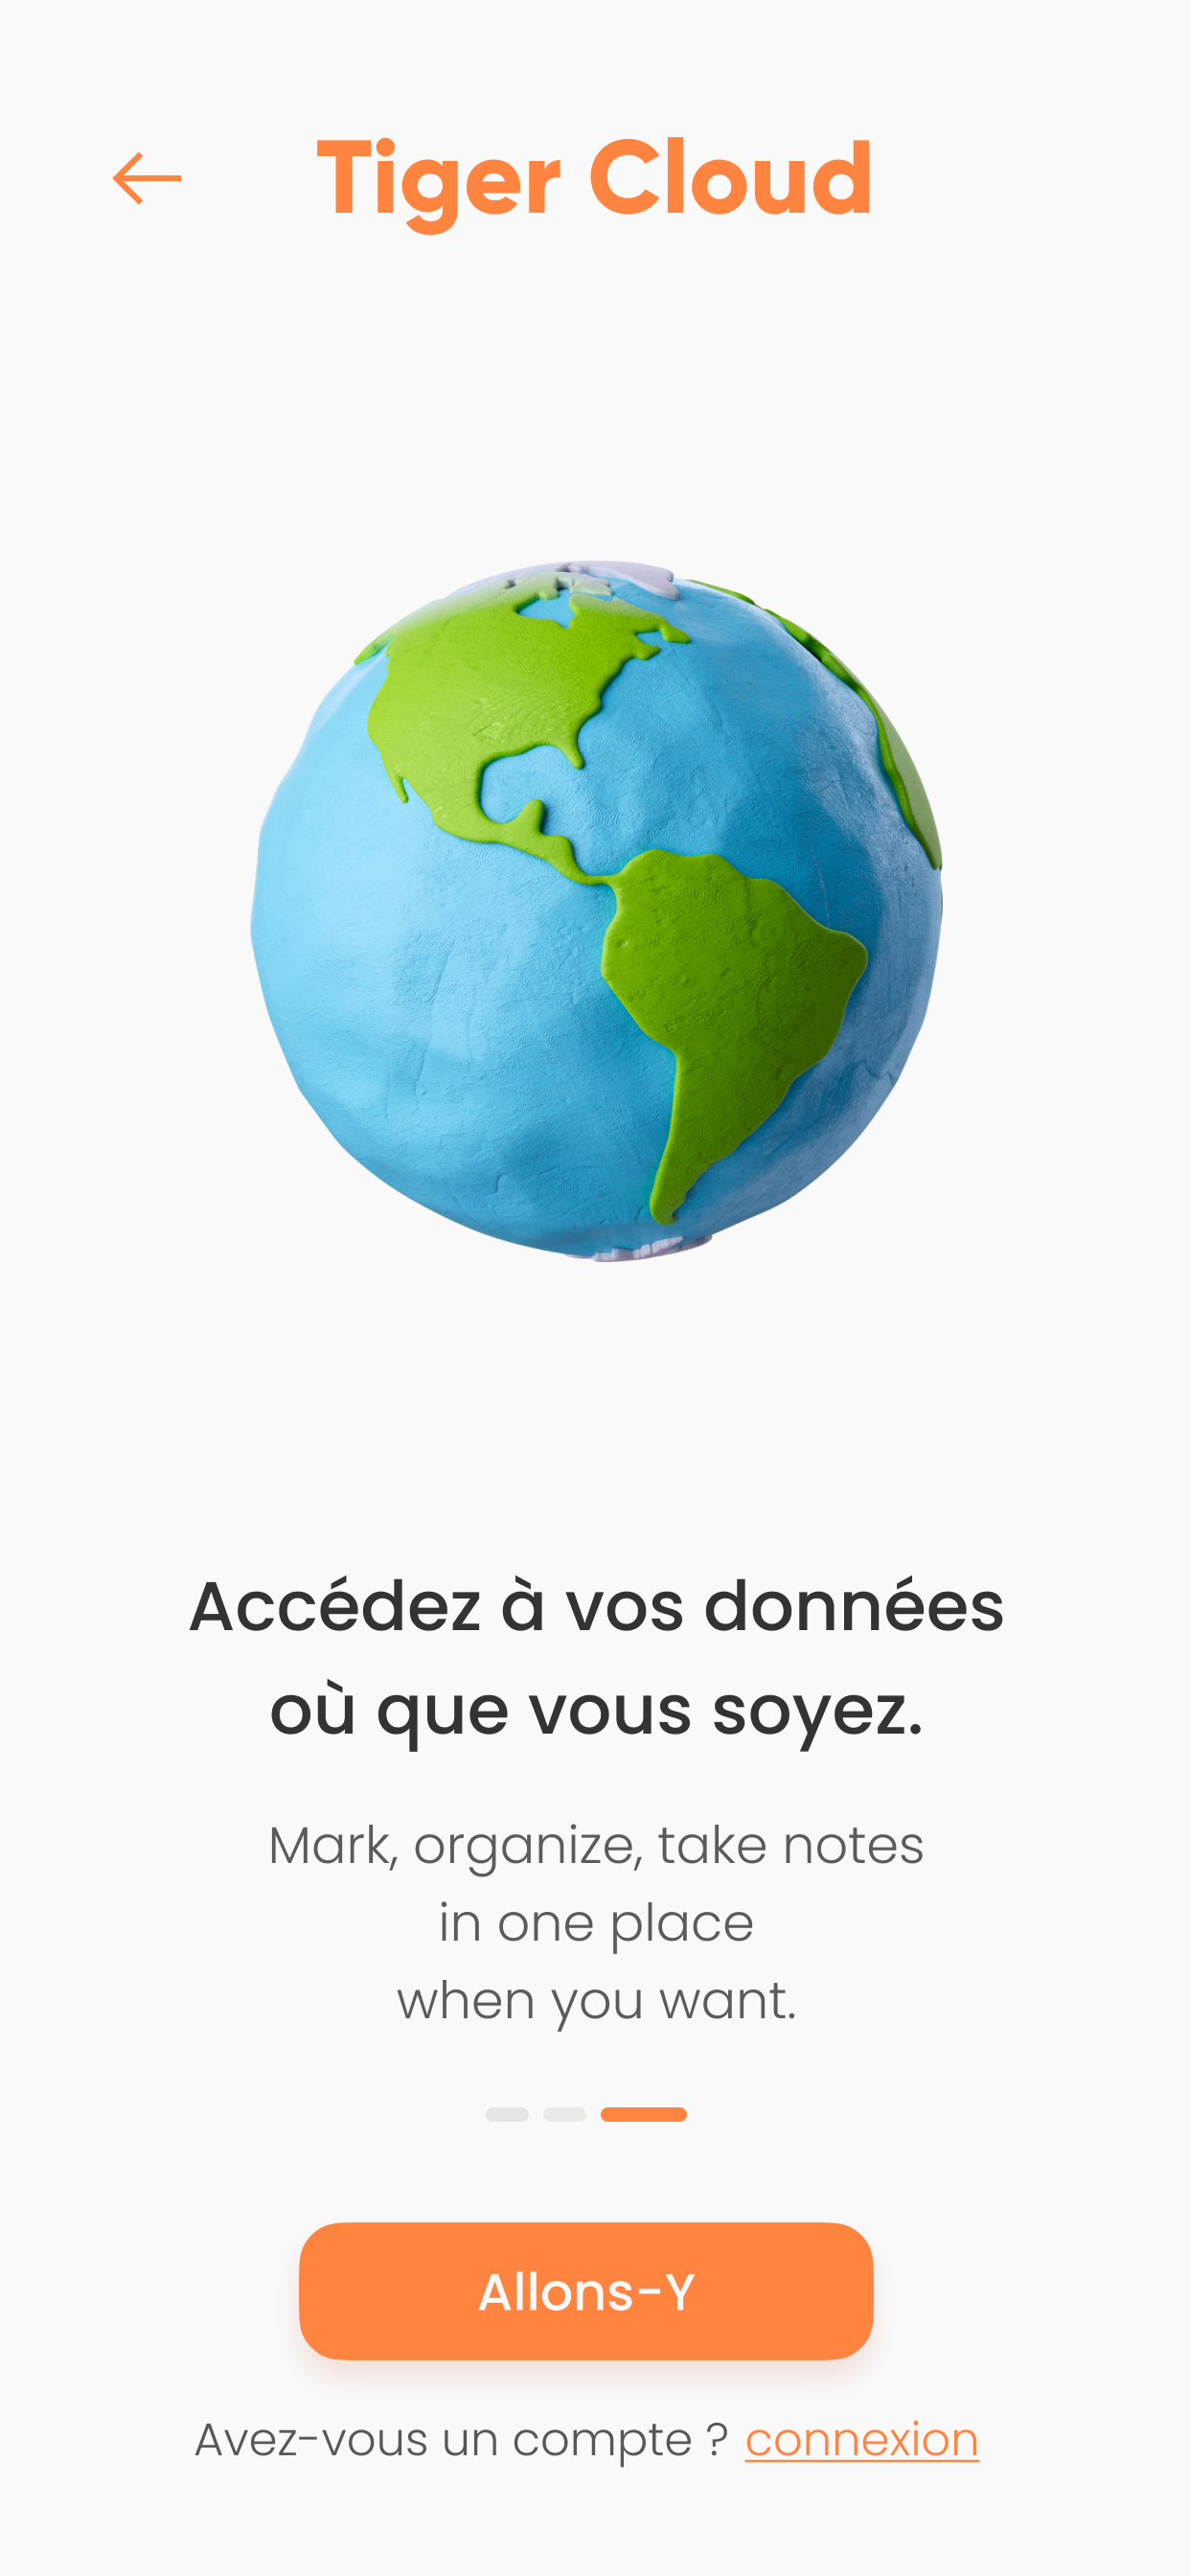 Tiger Cloud
Accédez à vos données
où que vous soyez.
Mark, organize, take notes
in one place
when you want.
Allons-Y
Avez-vous un compte ? connexion